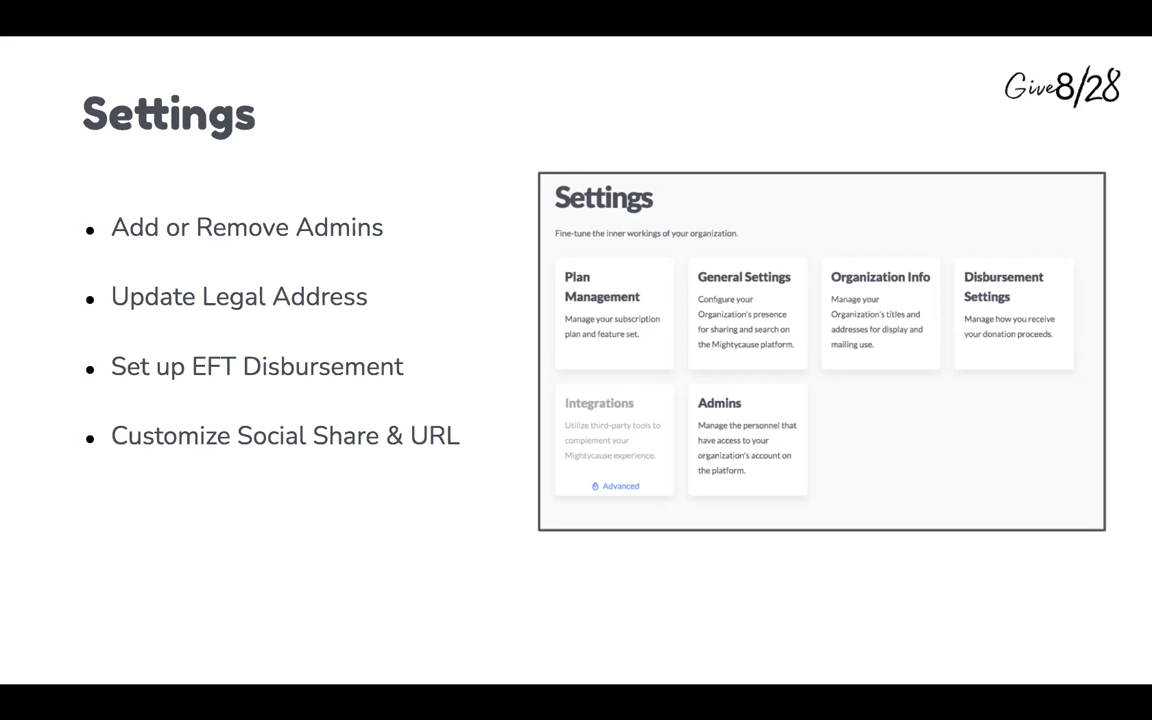 Give8/28
Settings
• Add or Remove Admins
• Update Legal Address
• Set up EFT Disbursement
• Customize Social Share & URL
Settings
Fine-tune the inner workings of your organization.
Plan
Management
Manage your subscription
plan and feature set.
General Settings
Configure your
Organization's presence
for sharing and search on
the Mightycause platform.
Organization Info
Manage your
Organization's titles and
addresses for display and
mailing use.
Disbursement
Settings
Manage how you receive
your donation proceeds.
Integrations
Utilize third-party tools to
complement your
Mightycause experience.
Advanced
Admins
Manage the personnel that
have access to your
organization's account on
the platform.